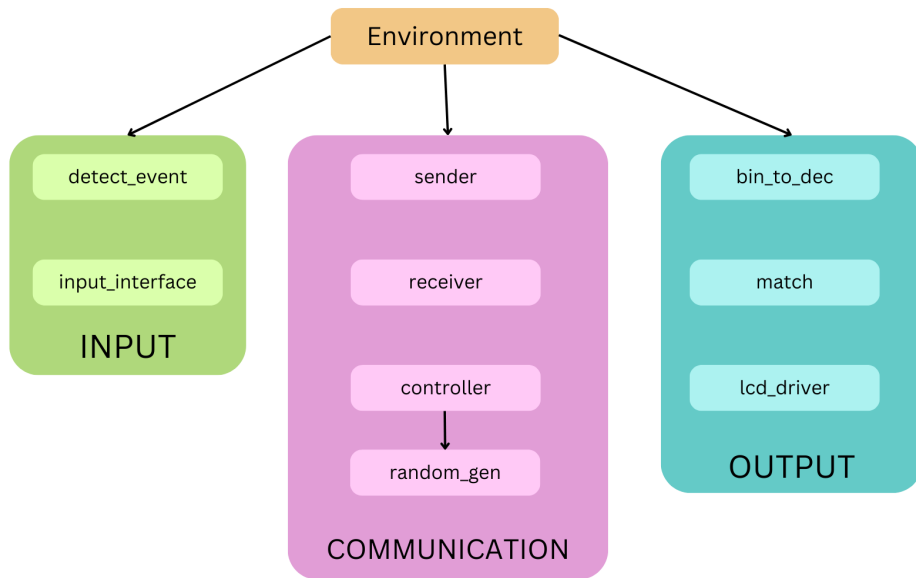 Environment
detect_event
input_interface
INPUT
sender
receiver
controller
random_gen
COMMUNICATION
bin_to_dec
match
lcd_driver
OUTPUT